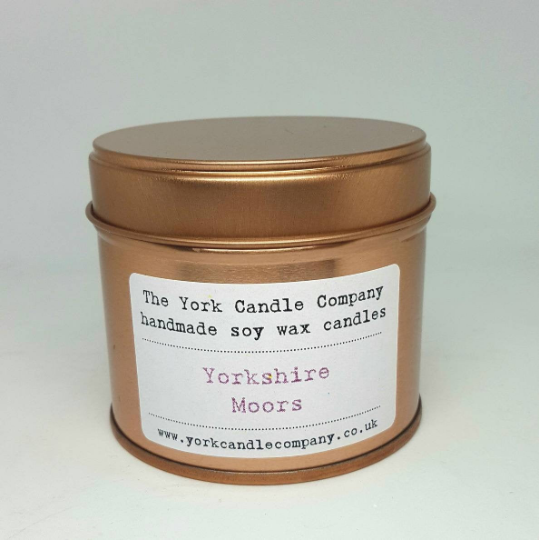 The York Candle Company
handmade soy wax candles
Yorkshire
Moors
www.yorkcandlecompany.co.uk